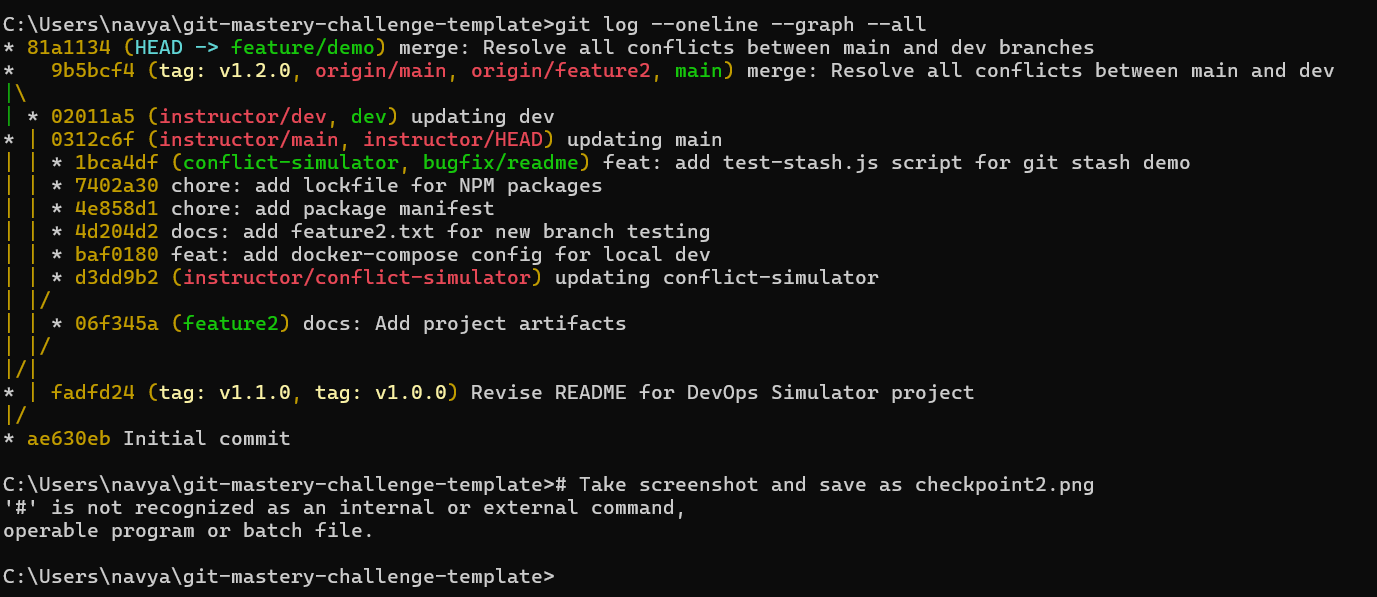 C:\Users\navya\git-mastery-challenge-template>git log --oneline --graph --all
* 81a1134 (HEAD -> feature/demo) merge: Resolve all conflicts between main and dev branches
*   9b5bcf4 (tag: v1.2.0, origin/main, origin/feature2, main) merge: Resolve all conflicts between main and dev
|\
| * 02011a5 (instructor/dev, dev) updating dev
* | 0312c6f (instructor/main, instructor/HEAD) updating main
| | * 1bca4df (conflict-simulator, bugfix/readme) feat: add test-stash.js script for git stash demo
| | * 7402a30 chore: add lockfile for NPM packages
| | * 4e858d1 chore: add package manifest
| | * 4d204d2 docs: add feature2.txt for new branch testing
| | * baf0180 feat: add docker-compose config for local dev
| | * d3dd9b2 (instructor/conflict-simulator) updating conflict-simulator
| |/
| | * 06f345a (feature2) docs: Add project artifacts
| |/
|/|
* | fadfd24 (tag: v1.1.0, tag: v1.0.0) Revise README for DevOps Simulator project
|/
* ae630eb Initial commit
C:\Users\navya\git-mastery-challenge-template># Take screenshot and save as checkpoint2.png
'#' is not recognized as an internal or external command,
operable program or batch file.
C:\Users\navya\git-mastery-challenge-template>